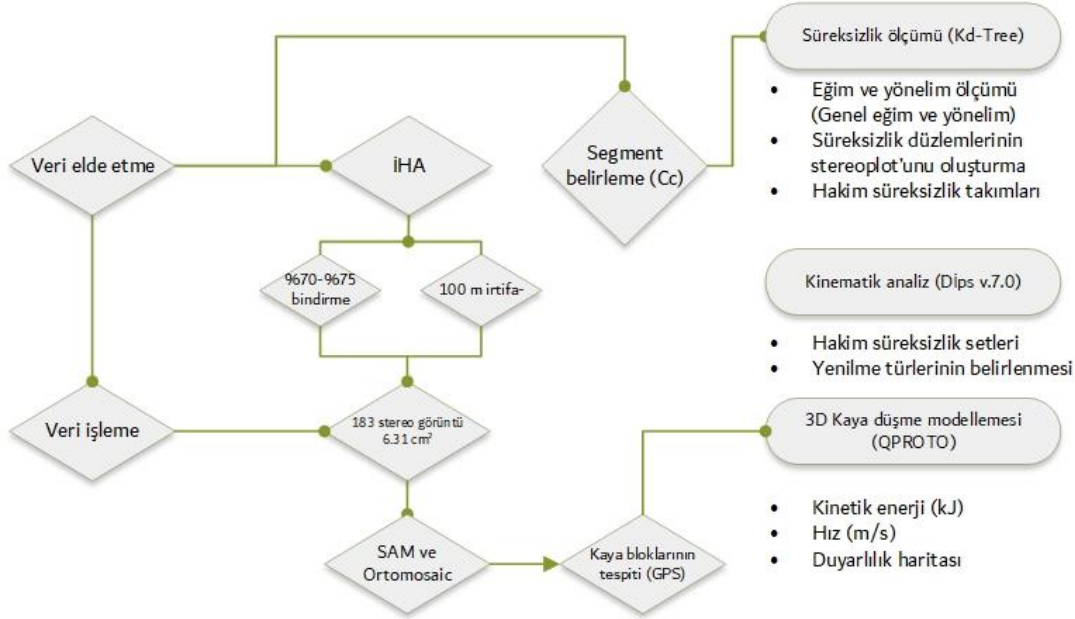 Veri elde etme
İHA
Segment
belirleme (Cc)
Süreksizlik ölçümü (Kd-Tree)
• Eğim ve yönelim ölçümü
(Genel eğim ve yönelim)
• Süreksizlik düzlemlerinin
stereoplot'unu oluşturma
• Hakim süreksizlik takımları
%70-%75
bindirme
100 m irtifa-
Kinematik analiz (Dips v.7.0)
• Hakim süreksizlik setleri
• Yenilme türlerinin belirlenmesi
Veri işleme
183 stereo görüntü
6.31 cm²
3D Kaya düşme modellemesi
(QPROTO)
• Kinetik enerji (kJ)
• Hız (m/s)
• Duyarlılık haritası
SAM ve
Ortomosaic
Kaya bloklarının
tespiti (GPS)